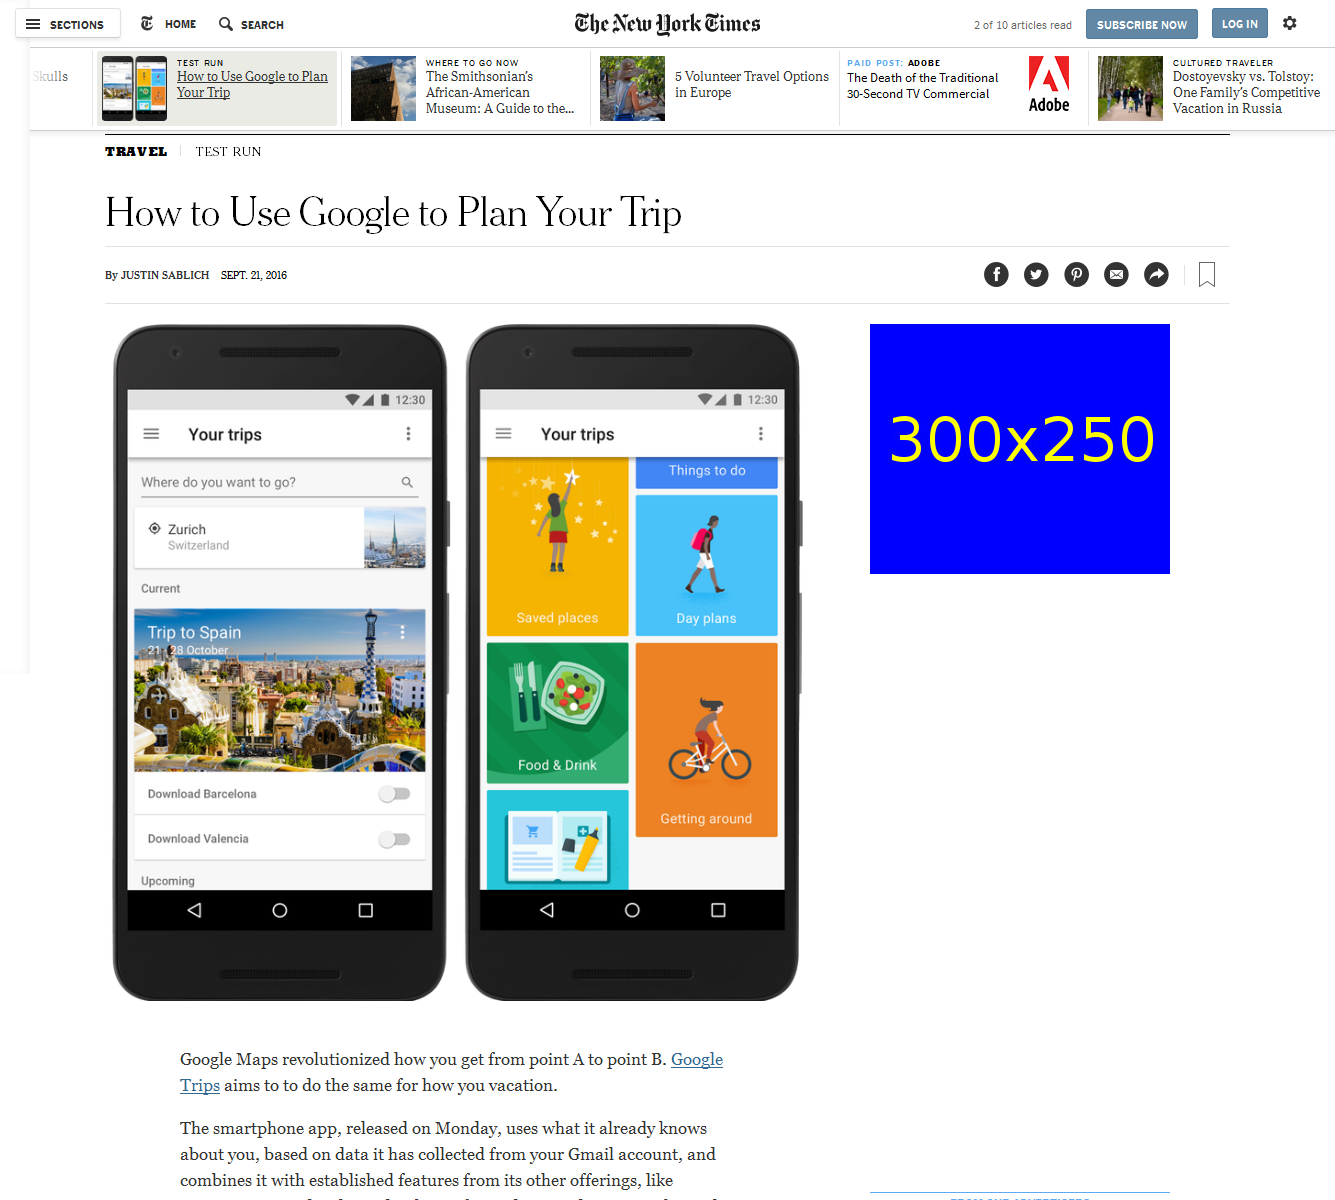 SECTIONS
HOME
SEARCH
The New York Times
2 of 10 articles read
SUBSCRIBE NOW
LOG IN
Skulls
TEST RUN
How to Use Google to Plan
Your Trip
WHERE TO GO NOW
The Smithsonian's
African-American
Museum: A Guide to the...
5 Volunteer Travel Options
in Europe
PAID POST: ADOBE
The Death of the Traditional
30-Second TV Commercial
Adobe
CULTURED TRAVELER
Dostoyevsky vs. Tolstoy:
One Family's Competitive
Vacation in Russia
TRAVEL
TEST RUN
How to Use Google to Plan Your Trip
By JUSTIN SABLICH SEPT. 21, 2016
12:30
Your trips
Where do you want to go?
Zurich
Switzerland
Current
Trip to Spain
21 - 28 October
Download Barcelona
Download Valencia
Upcoming
12:30
Your trips
Things to do
Saved places
Day plans
Food & Drink
Getting around
300x250
Google Maps revolutionized how you get from point A to point B. Google
Trips aims to to do the same for how you vacation.
The smartphone app, released on Monday, uses what it already knows
about you, based on data it has collected from your Gmail account, and
combines it with established features from its other offerings, like